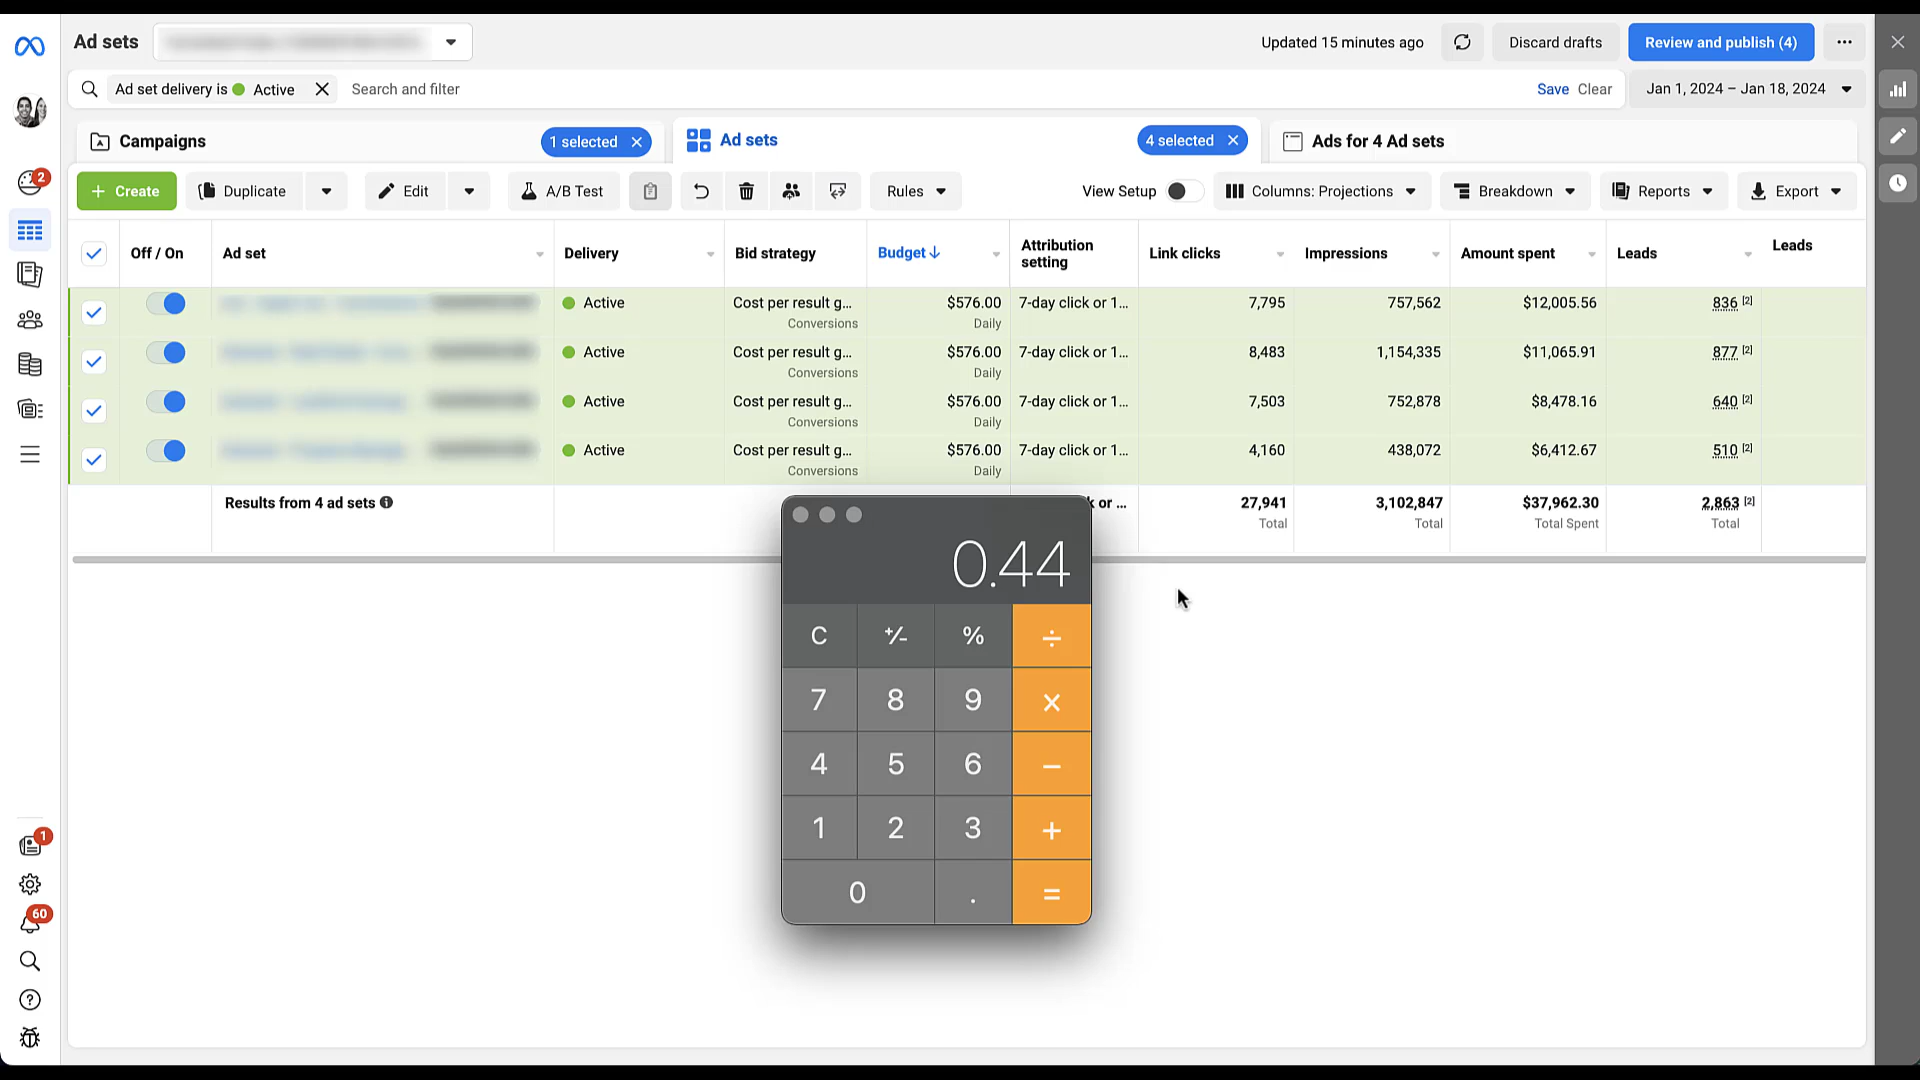 Ad sets
Updated 15 minutes ago
Discard drafts
Review and publish (4)
Ad set delivery is Active
Search and filter
Save Clear
Jan 1, 2024 – Jan 18, 2024
Campaigns
1 selected
Ad sets
4 selected
Ads for 4 Ad sets
2
+ Create
Duplicate
Edit
A/B Test
Rules
View Setup
Columns: Projections
Breakdown
Reports
Export
Off / On
Ad set
Delivery
Bid strategy
Budget↓
Attribution
setting
Link clicks
Impressions
Amount spent
Leads
Leads
Active Cost per result g... $576.00 7-day click or 1... 7,795 757,562 $12,005.56 836 [2]
Conversions Daily
Active Cost per result g... $576.00 7-day click or 1... 8,483 1,154,335 $11,065.91 877 [2]
Conversions Daily
Active Cost per result g... $576.00 7-day click or 1... 7,503 752,878 $8,478.16 640 [2]
Conversions Daily
Active Cost per result g... $576.00 7-day click or 1... 4,160 438,072 $6,412.67 510 [2]
Conversions Daily
Results from 4 ad sets or ... 27,941 3,102,847 $37,962.30 2,863 [2]
Total Total Total Spent Total
0.44
C +/- % ÷
7 8 9 ×
4 5 6 −
1 2 3 +
0 . =
1
60